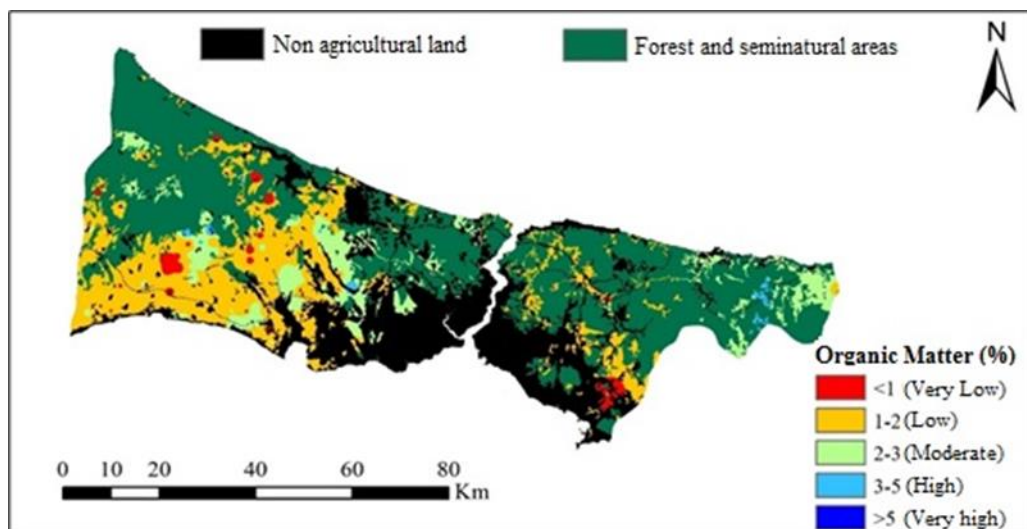 Non agricultural land
Forest and seminatural areas
N
Organic Matter (%)
<1 (Very Low)
1-2 (Low)
2-3 (Moderate)
3-5 (High)
>5 (Very high)
0 10 20 40 60 80
Km